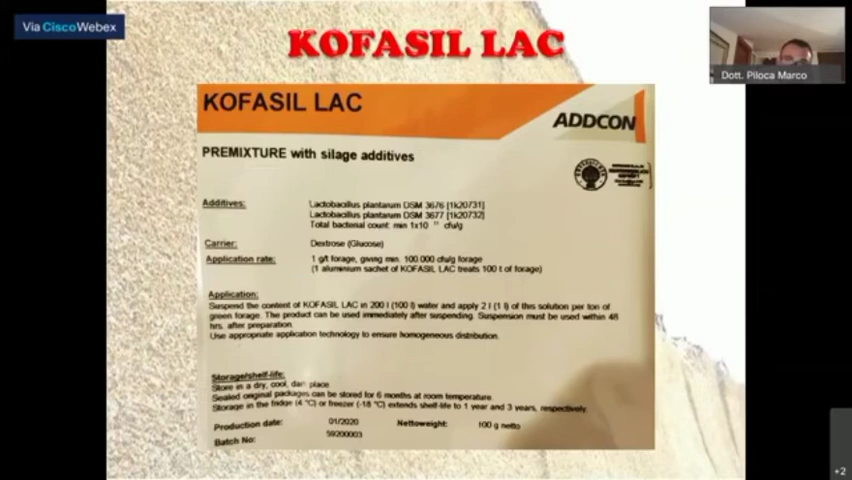 Via CiscoWebex
KOFASIL LAC
Dott. Piloca Marco
KOFASIL LAC
ADDCON
PREMIXTURE with silage additives
Additives:
Lactobacillus plantarum DSM 3676 [1k20731]
Lactobacillus plantarum DSM 3677 [1k20732]
Total bacterial count: min 1x10 11 cfu/g
Carrier:
Dextrose (Glucose)
Application rate:
1 g/t forage, giving min. 100.000 cfu/g forage
(1 aluminium sachet of KOFASIL LAC treats 100 t of forage)
Application:
Suspend the content of KOFASIL LAC in 200 l (100 l) water and apply 2 l (1 l) of this solution per ton of
green forage. The product can be used immediately after suspending. Suspension must be used within 48
hrs. after preparation.
Use appropriate application technology to ensure homogeneous distribution.
Storage/shelf-life:
Store in a dry, cool, dark place
Sealed original packages can be stored for 6 months at room temperature.
Storage in the fridge (4 °C) or freezer (-18 °C) extends shelf-life to 1 year and 3 years, respectively.
Production date:
01/2020
Nettoweight:
100 g netto
Batch No:
59200003
+2